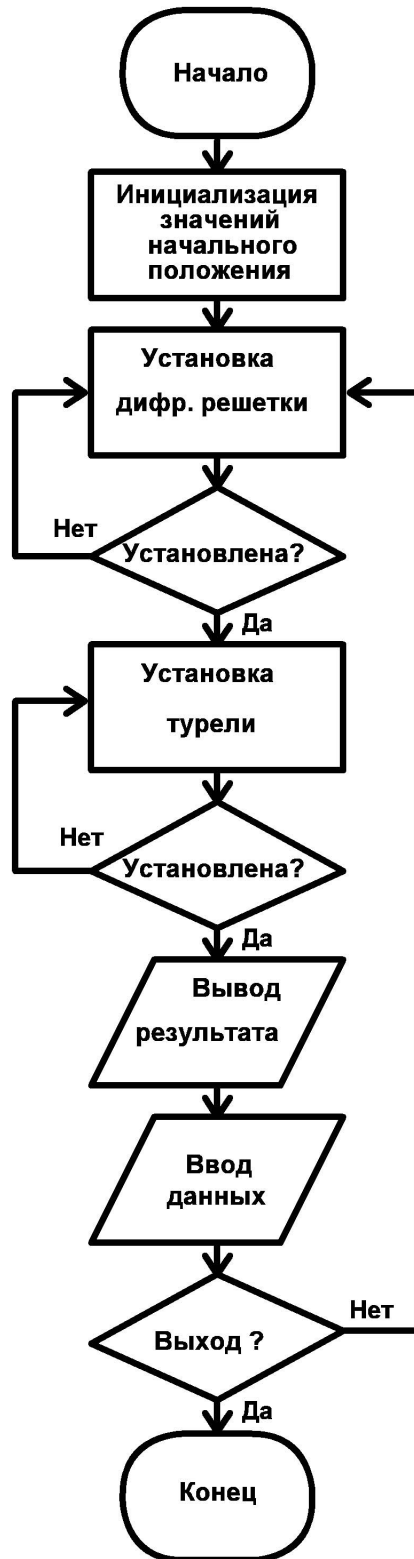 Начало
Инициализация
значений
начального
положения
Установка
дифр. решетки
Нет
Установлена?
Да
Установка
турели
Нет
Установлена?
Да
Вывод
результата
Ввод
данных
Нет
Выход ?
Да
Конец